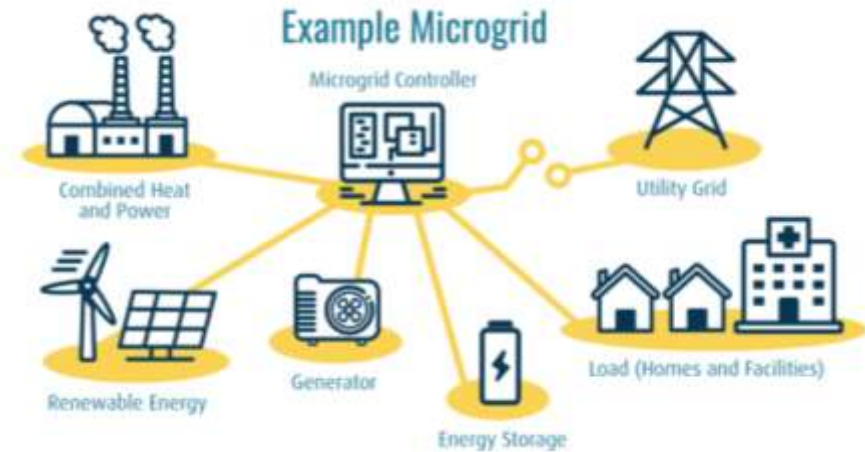 Example Microgrid
Microgrid Controller
Combined Heat
and Power
Utility Grid
Renewable Energy
Generator
Energy Storage
Load (Homes and Facilities)